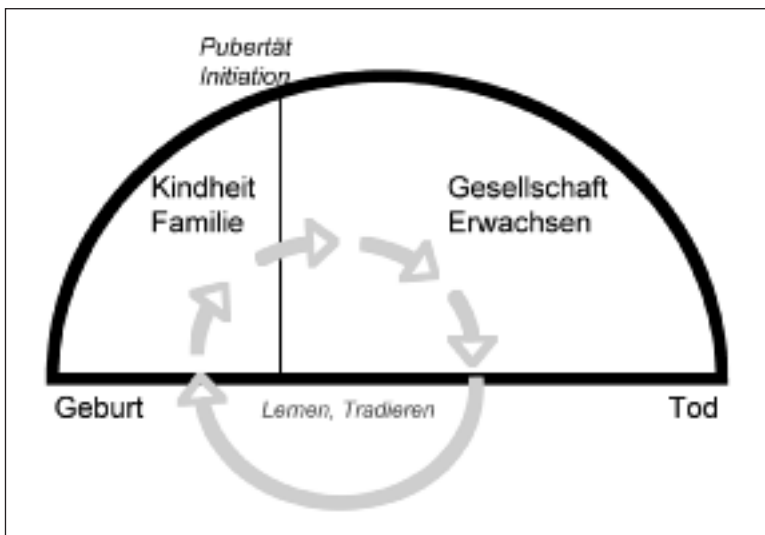 Pubertät
Initiation
Kindheit
Familie
Gesellschaft
Erwachsen
Geburt
Lernen, Tradieren
Tod